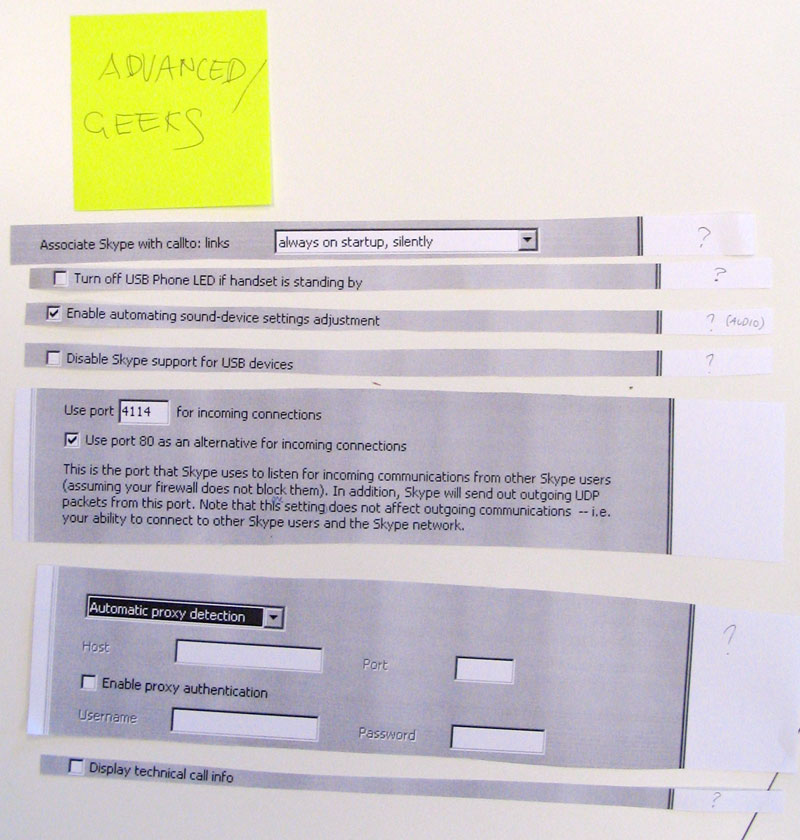 ADVANCED/
GEEKS
Associate Skype with callto: links always on startup, silently ?
Turn off USB Phone LED if handset is standing by ?
Enable automating sound-device settings adjustment ? (AUDIO)
Disable Skype support for USB devices ?
Use port 4114 for incoming connections
Use port 80 as an alternative for incoming connections
This is the port that Skype uses to listen for incoming communications from other Skype users
(assuming your firewall does not block them). In addition, Skype will send out outgoing UDP
packets from this port. Note that this setting does not affect outgoing communications -- i.e.
your ability to connect to other Skype users and the Skype network.
Automatic proxy detection ?
Host Port
Enable proxy authentication
Username Password
Display technical call info ?